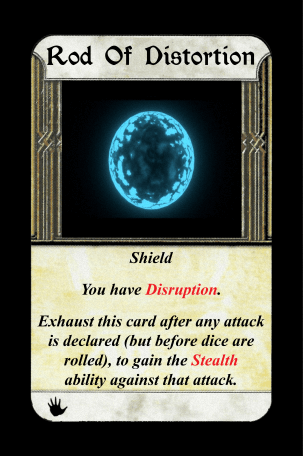 Rod Of Distortion
Shield
You have Disruption.
Exhaust this card after any attack
is declared (but before dice are
rolled), to gain the Stealth
ability against that attack.